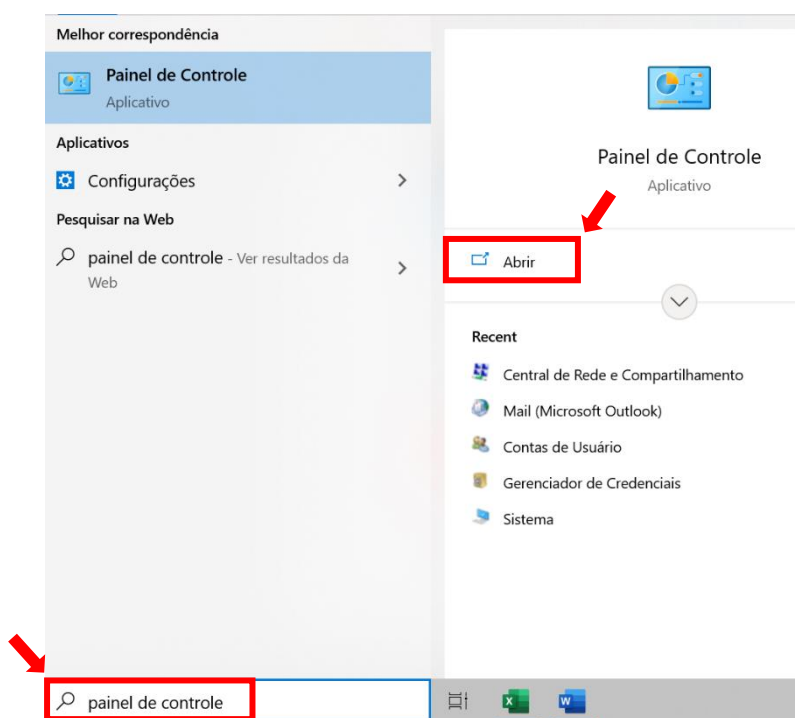 Melhor correspondência
Painel de Controle
Aplicativo
Aplicativos
Configurações
Pesquisar na Web
painel de controle - Ver resultados da
Web
painel de controle
Painel de Controle
Aplicativo
Abrir
Recent
Central de Rede e Compartilhamento
Mail (Microsoft Outlook)
Contas de Usuário
Gerenciador de Credenciais
Sistema